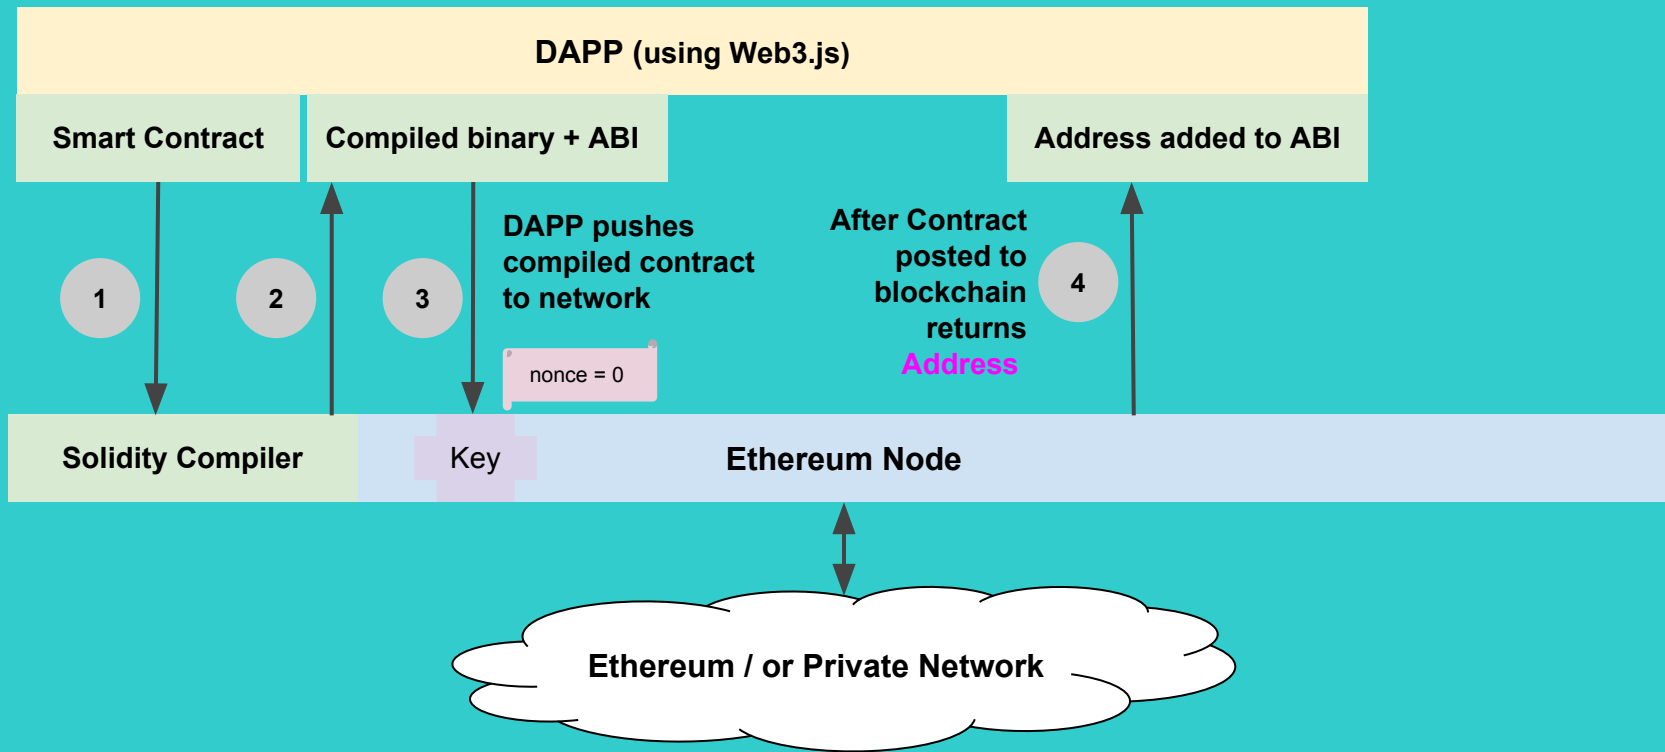 DAPP (using Web3.js)
Smart Contract
Compiled binary + ABI
Address added to ABI
1
2
3
DAPP pushes
compiled contract
to network
nonce = 0
After Contract
posted to
blockchain
returns
Address
4
Solidity Compiler
Key
Ethereum Node
Ethereum / or Private Network